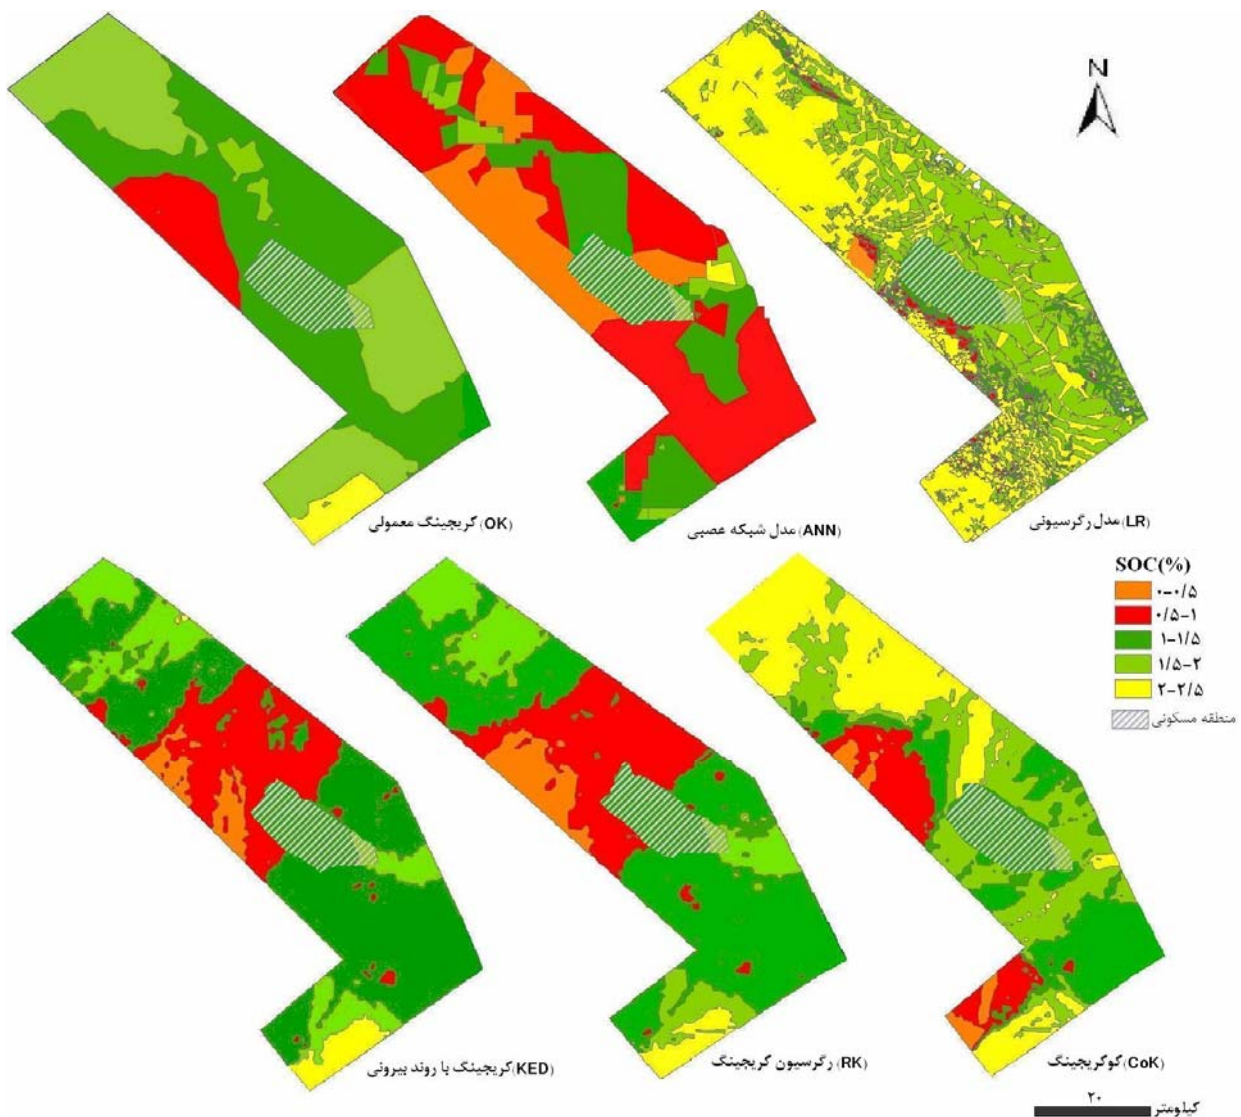 N
کریجینگ معمولی (OK)
مدل شبکه عصبی (ANN)
مدل رگرسیونی (LR)
SOC(%)
۰-۰/۵
۰/۵-۱
۱-۱/۵
۱/۵-۲
۲-۲/۵
منطقه مسکونی
کریجینگ با روند بیرونی (KED)
رگرسیون کریجینگ (RK)
کوکریجینگ (CoK)
۲۰
کیلومتر